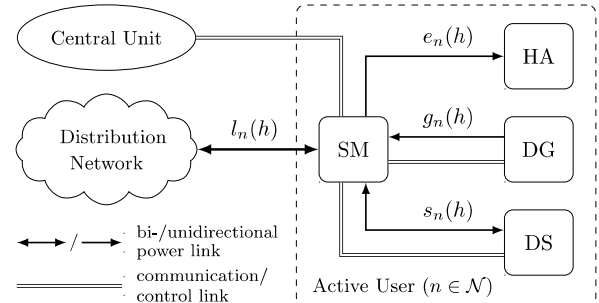 Central Unit
Distribution
Network
l_n(h)
SM
e_n(h)
HA
g_n(h)
DG
s_n(h)
DS
/
bi-/unidirectional
power link
communication/
control link
Active User (n ∈ 𝒩)